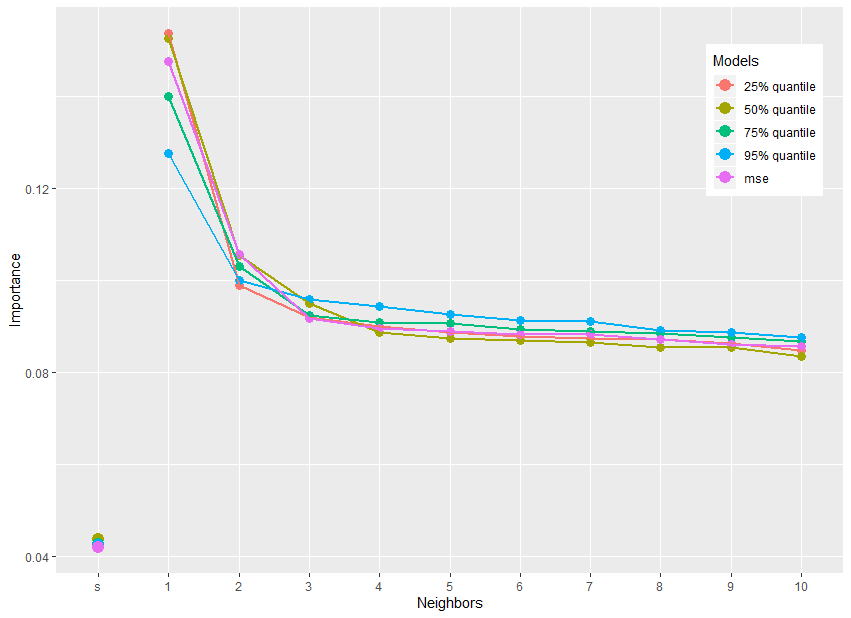 Models
25% quantile
50% quantile
75% quantile
95% quantile
mse
0.12
0.08
0.04
Importance
s 1 2 3 4 5 6 7 8 9 10
Neighbors